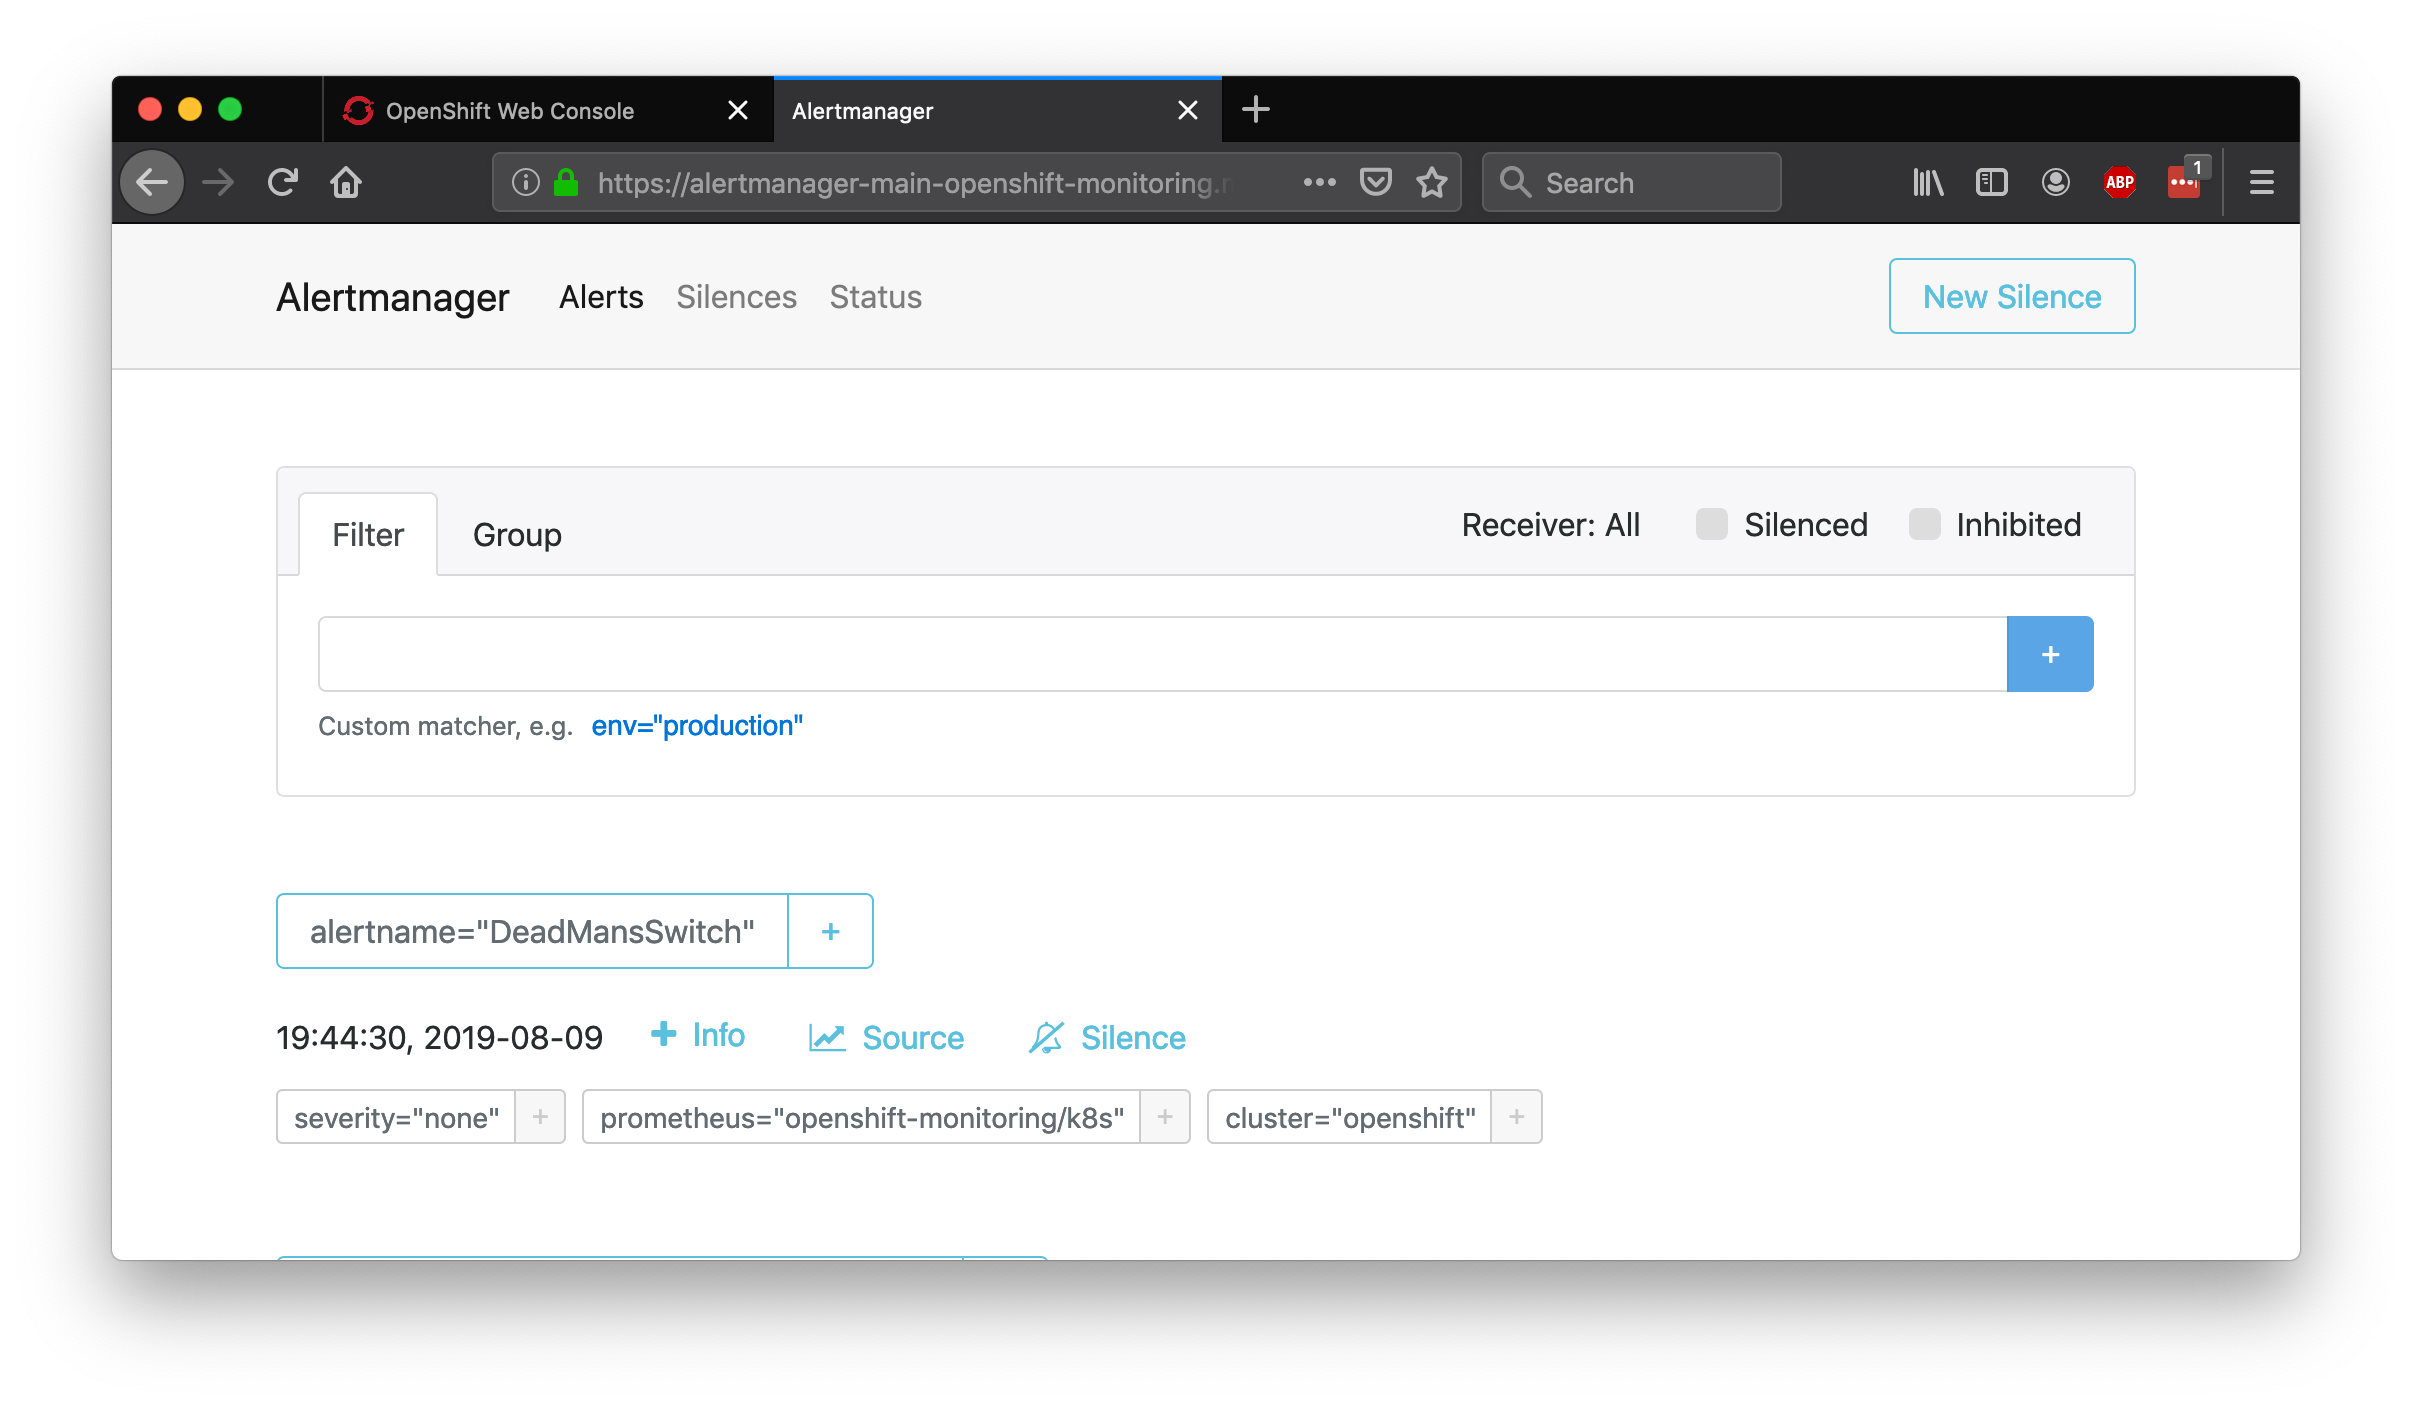 OpenShift Web Console
Alertmanager
https://alertmanager-main-openshift-monitoring.
Search
ABP
1
Alertmanager Alerts Silences Status New Silence
Filter Group Receiver: All Silenced Inhibited
+
Custom matcher, e.g. env="production"
alertname="DeadMansSwitch" +
19:44:30, 2019-08-09 + Info Source Silence
severity="none" + prometheus="openshift-monitoring/k8s" + cluster="openshift" +